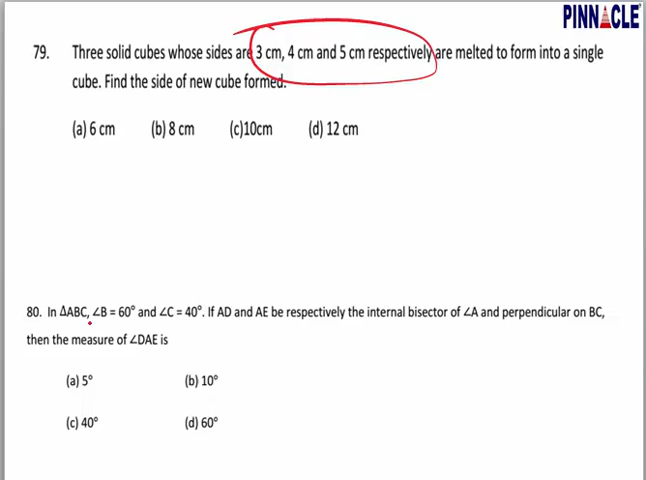 PINNACLE
79. Three solid cubes whose sides are 3 cm, 4 cm and 5 cm respectively are melted to form into a single
cube. Find the side of new cube formed.
(a) 6 cm (b) 8 cm (c)10cm (d) 12 cm
80. In ΔABC, ∠B = 60° and ∠C = 40°. If AD and AE be respectively the internal bisector of ∠A and perpendicular on BC,
then the measure of ∠DAE is
(a) 5° (b) 10°
(c) 40° (d) 60°